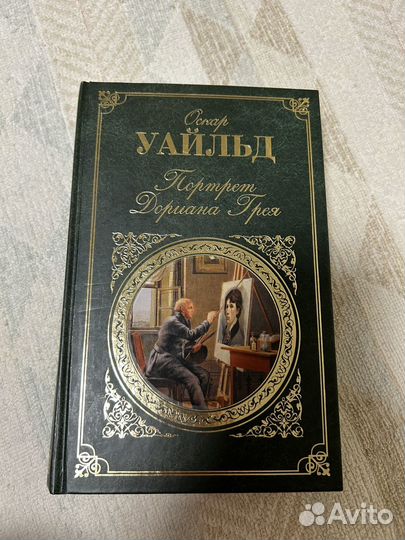 Оскар
УАЙЛЬД
Портрет
Дориана Грея
Avito